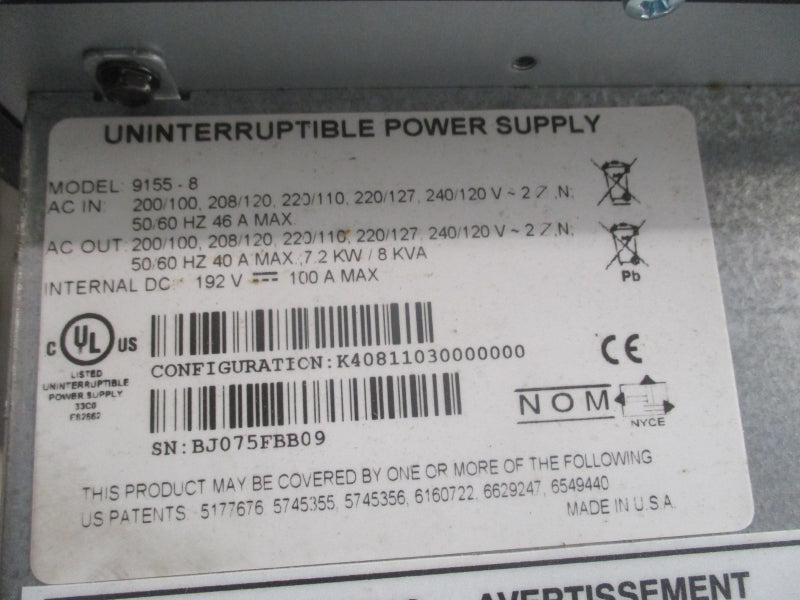 UNINTERRUPTIBLE POWER SUPPLY
MODEL: 9155 - 8
AC IN: 200/100, 208/120, 220/110, 220/127, 240/120 V ~ 2 Ø, N;
50/60 HZ 46 A MAX.
AC OUT: 200/100, 208/120, 220/110, 220/127, 240/120 V ~ 2 Ø, N;
50/60 HZ 40 A MAX.;7.2 KW / 8 KVA
INTERNAL DC: 192 V ⎓ 100 A MAX
Pb
C UL US
LISTED
UNINTERRUPTIBLE
POWER SUPPLY
33C0
CONFIGURATION:K40811030000000
CE
SN:BJ075FBB09
NOM
NYCE
THIS PRODUCT MAY BE COVERED BY ONE OR MORE OF THE FOLLOWING
US PATENTS: 5177676, 5745355, 5745356, 6160722, 6629247, 6549440
MADE IN U.S.A.
AVERTISSEMENT